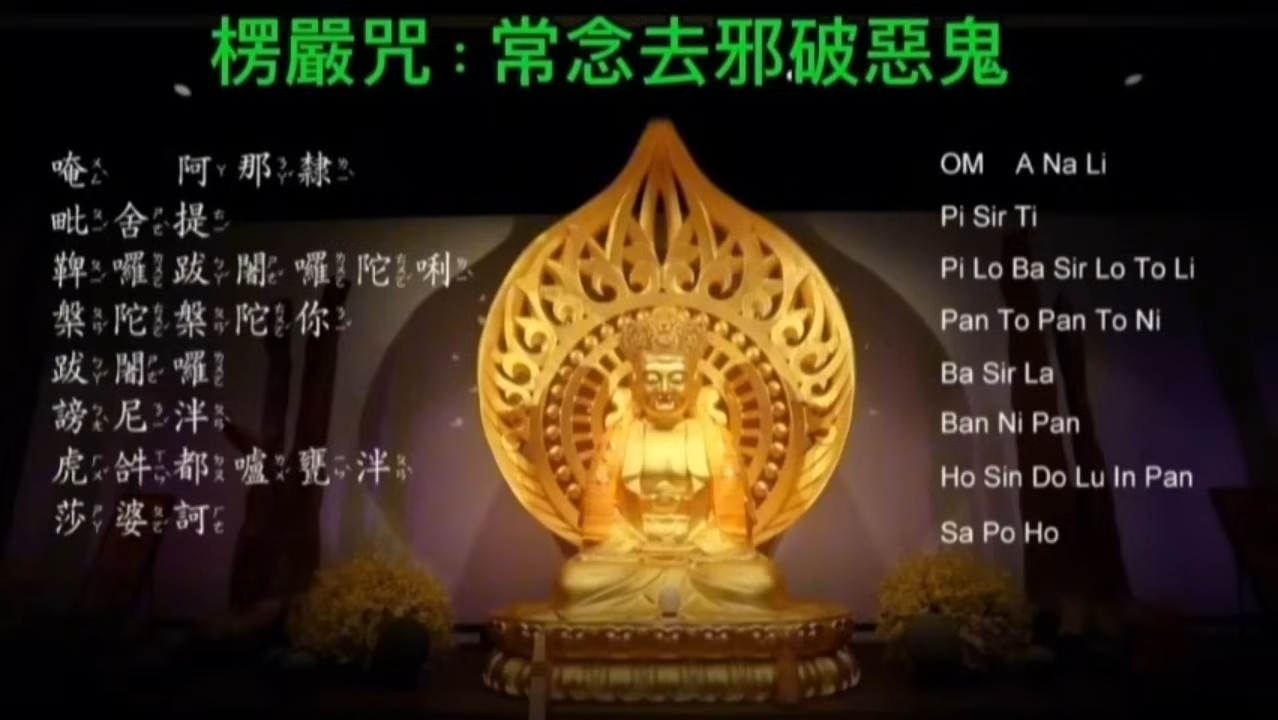 楞嚴咒：常念去邪破惡鬼
唵 阿那隸
毗舍提
鞞囉跋闍囉陀唎
槃陀槃陀你
跋闍囉
謗尼泮
虎𤙖都嚧甕泮
莎婆訶
OM A Na Li
Pi Sir Ti
Pi Lo Ba Sir Lo To Li
Pan To Pan To Ni
Ba Sir La
Ban Ni Pan
Ho Sin Do Lu In Pan
Sa Po Ho